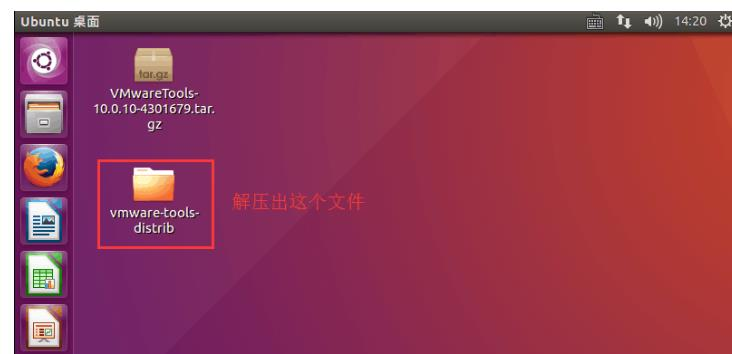 Ubuntu 桌面
14:20
tar.gz
VMwareTools-
10.0.10-4301679.tar.
gz
vmware-tools-
distrib
解压出这个文件